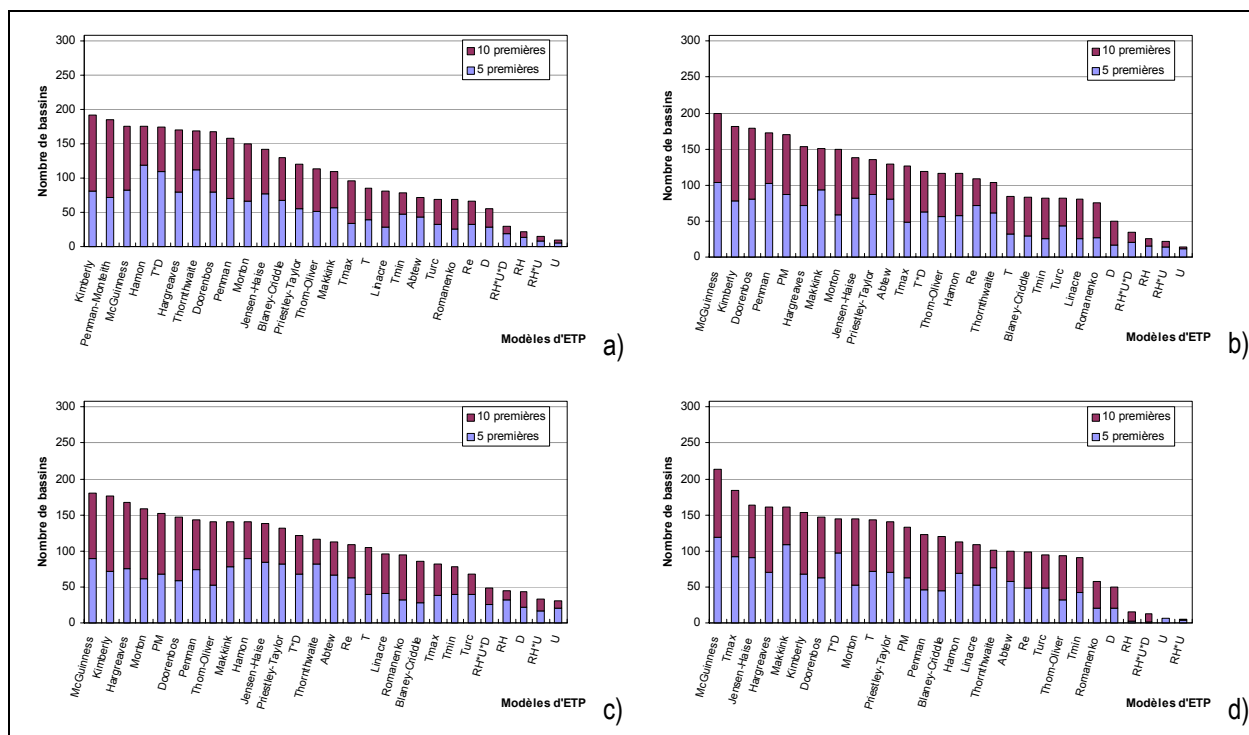 300
250
200
150
100
50
0
Nombre de bassins
10 premières
5 premières
Kimberly
Penman-Monteith
McGuinness
Hamon
T*D
Hargreaves
Thornthwaite
Doorenbos
Penman
Morton
Jensen-Haise
Blaney-Criddle
Priestley-Taylor
Thom-Oliver
Makkink
Tmax
T
Linacre
Tmin
Abtew
Turc
Romanenko
Re
D
RH*U*D
RH
RH*U
U
Modèles d'ETP
a)
300
250
200
150
100
50
0
Nombre de bassins
10 premières
5 premières
McGuinness
Kimberly
Doorenbos
Penman
PM
Hargreaves
Makkink
Morton
Jensen-Haise
Priestley-Taylor
Abtew
Tmax
T*D
Thom-Oliver
Hamon
Re
Thornthwaite
T
Blaney-Criddle
Tmin
Turc
Linacre
Romanenko
D
RH*U*D
RH
RH*U
U
Modèles d'ETP
b)
300
250
200
150
100
50
0
Nombre de bassins
10 premières
5 premières
McGuinness
Kimberly
Hargreaves
Morton
PM
Doorenbos
Penman
Thom-Oliver
Makkink
Hamon
Jensen-Haise
Priestley-Taylor
T*D
Thornthwaite
Abtew
Re
T
Linacre
Romanenko
Blaney-Criddle
Tmax
Tmin
Turc
RH*U*D
RH
D
RH*U
U
Modèles d'ETP
c)
300
250
200
150
100
50
0
Nombre de bassins
10 premières
5 premières
McGuinness
Tmax
Jensen-Haise
Hargreaves
Makkink
Kimberly
Doorenbos
T*D
Morton
T
Priestley-Taylor
PM
Penman
Blaney-Criddle
Hamon
Linacre
Thornthwaite
Abtew
Re
Turc
Thom-Oliver
Tmin
Romanenko
D
RH
RH*U*D
U
RH*U
Modèles d'ETP
d)